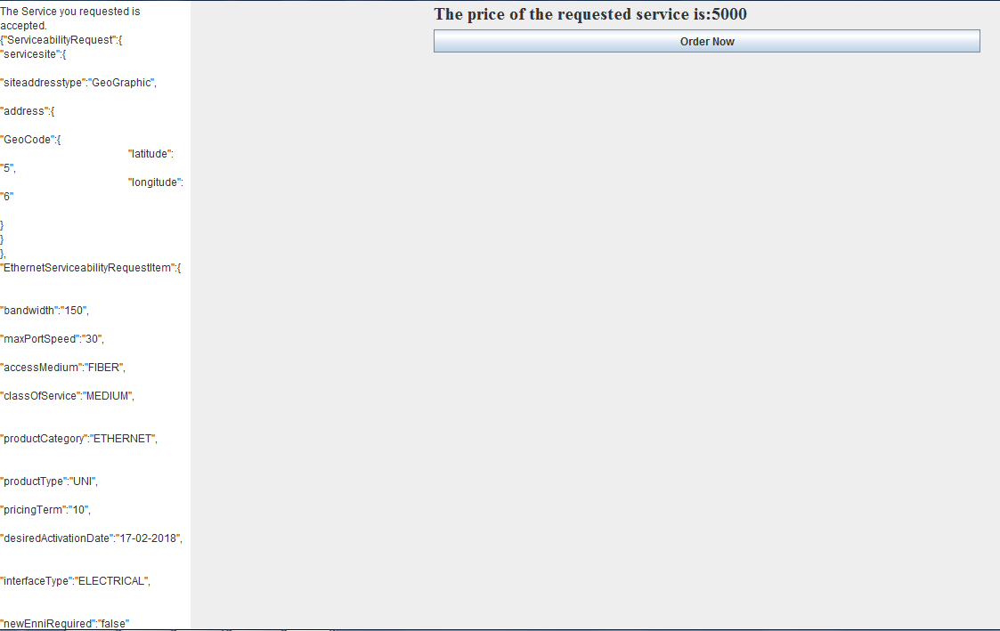 The Service you requested is
accepted.
{"ServiceabilityRequest":{
"servicesite":{
"siteaddresstype":"GeoGraphic",
"address":{
"GeoCode":{
"latitude":
"5",
"longitude":
"6"
}
}
},
"EthernetServiceabilityRequestItem":{
"bandwidth":"150",
"maxPortSpeed":"30",
"accessMedium":"FIBER",
"classOfService":"MEDIUM",
"productCategory":"ETHERNET",
"productType":"UNI",
"pricingTerm":"10",
"desiredActivationDate":"17-02-2018",
"interfaceType":"ELECTRICAL",
"newEnniRequired":"false"
The price of the requested service is:5000
Order Now